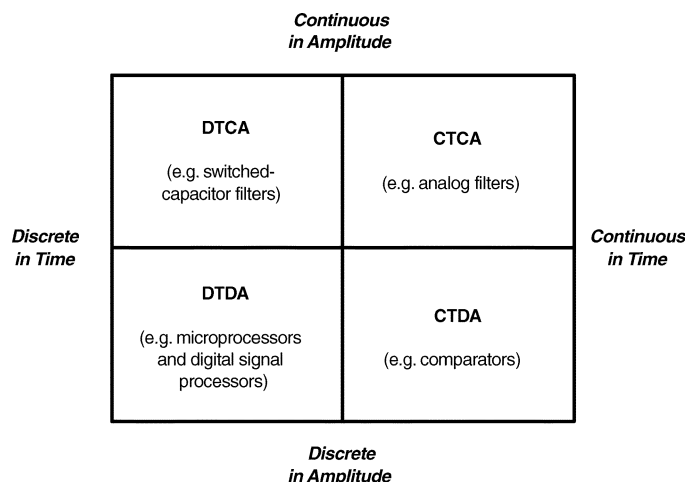 Continuous
in Amplitude
DTCA
(e.g. switched-
capacitor filters)
CTCA
(e.g. analog filters)
Discrete
in Time
Continuous
in Time
DTDA
(e.g. microprocessors
and digital signal
processors)
CTDA
(e.g. comparators)
Discrete
in Amplitude